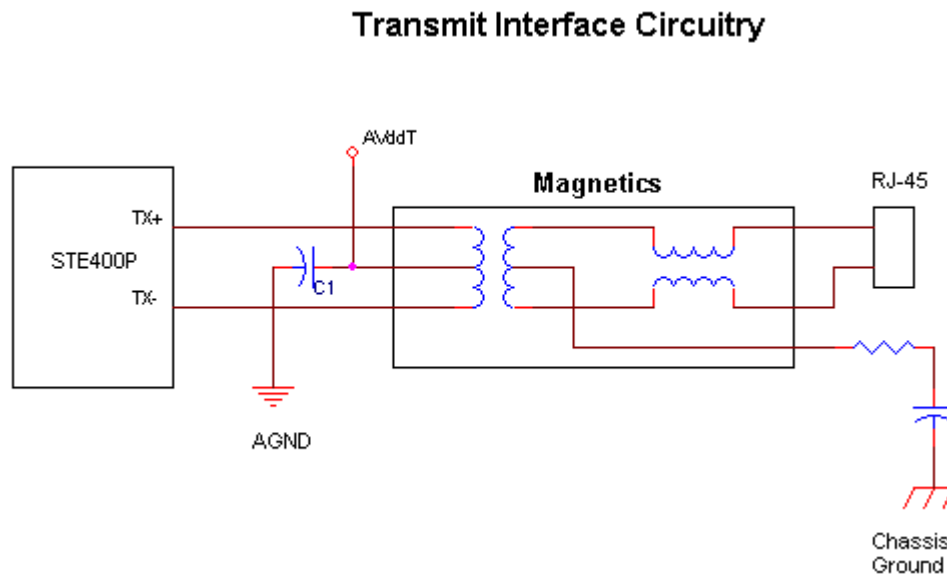 Transmit Interface Circuitry
AVddT
Magnetics
RJ-45
TX+
STE400P
C1
TX-
AGND
Chassis
Ground